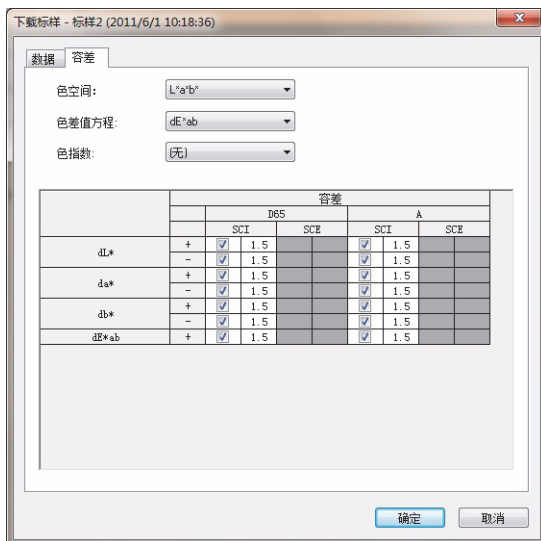 下载标样 - 标样2 (2011/6/1 10:18:36)
数据 容差
色空间: L*a*b*
色差值方程: dE*ab
色指数: (无)
容差
D65 A
SCI SCE SCI SCE
dL* + 1.5 1.5
- 1.5 1.5
da* + 1.5 1.5
- 1.5 1.5
db* + 1.5 1.5
- 1.5 1.5
dE*ab + 1.5 1.5
确定 取消